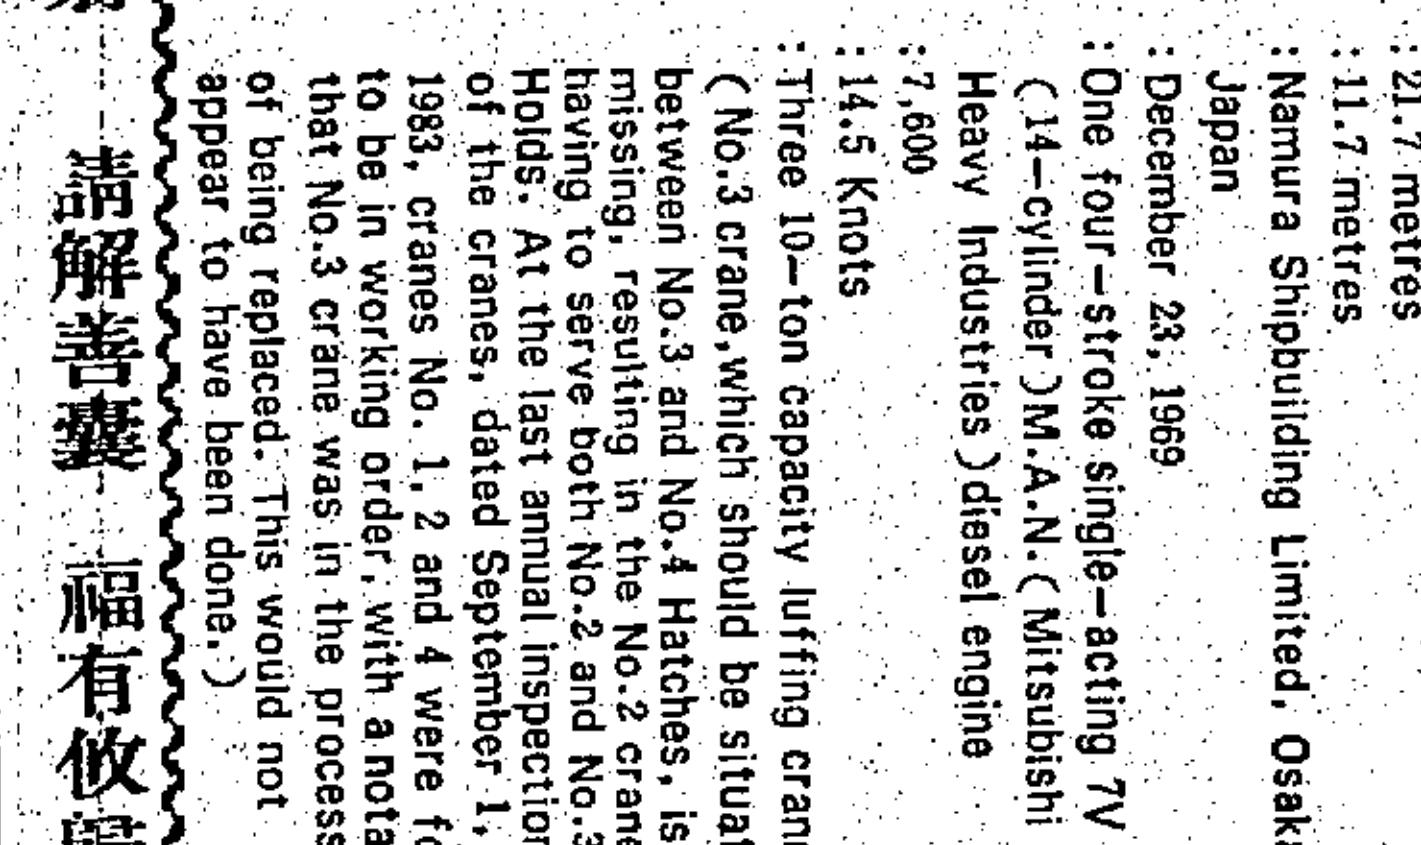 : 21.7 metres
: 11.7 metres
: Namura Shipbuilding Limited, Osaka
Japan
: December 23, 1969
: One four-stroke single-acting 7V
(14-cylinder) M.A.N. (Mitsubishi
Heavy Industries) diesel engine
: 7,600
: 14.5 Knots
: Three 10-ton capacity luffing cran
(No.3 crane, which should be situat
between No.3 and No.4 Hatches, is
missing, resulting in the No.2 crane
having to serve both No.2 and No.3
Holds. At the last annual inspection
of the cranes, dated September 1,
1983, cranes No. 1, 2 and 4 were fo
to be in working order, with a nota
that No.3 crane was in the process
of being replaced. This would not
appear to have been done.)
請解善囊 福有攸